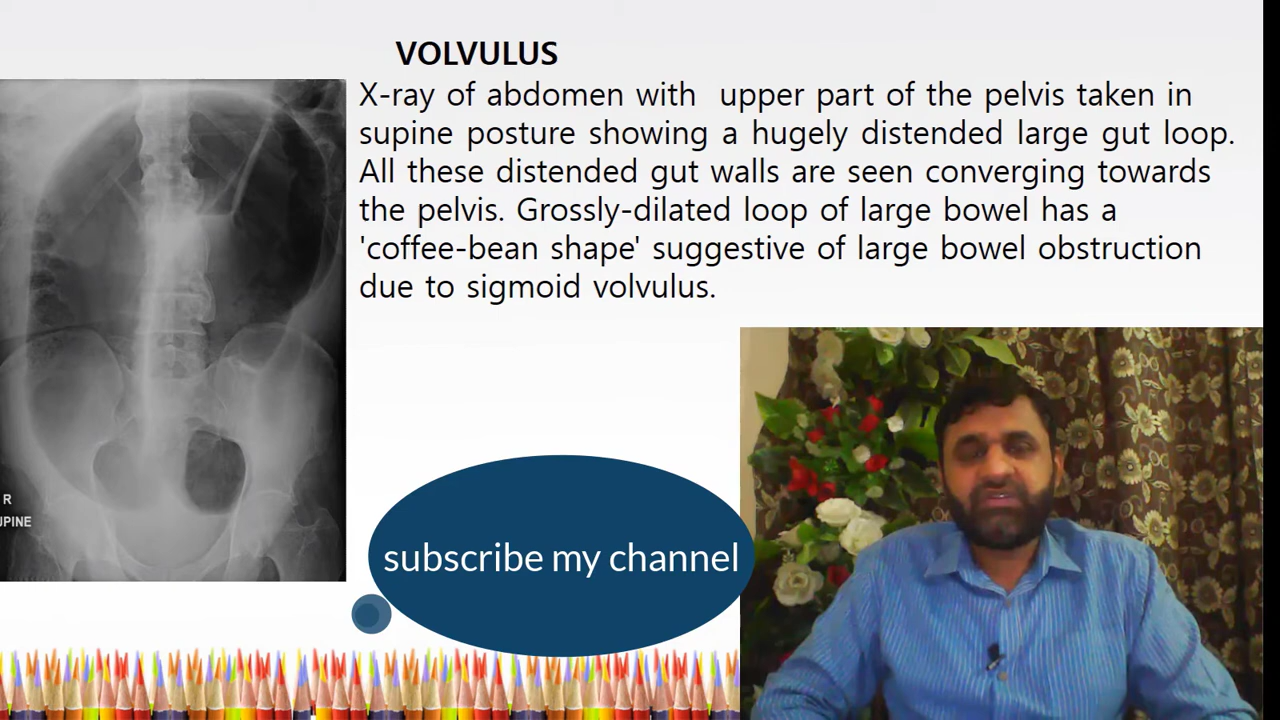 VOLVULUS
X-ray of abdomen with upper part of the pelvis taken in
supine posture showing a hugely distended large gut loop.
All these distended gut walls are seen converging towards
the pelvis. Grossly-dilated loop of large bowel has a
'coffee-bean shape' suggestive of large bowel obstruction
due to sigmoid volvulus.
R
UPINE
subscribe my channel